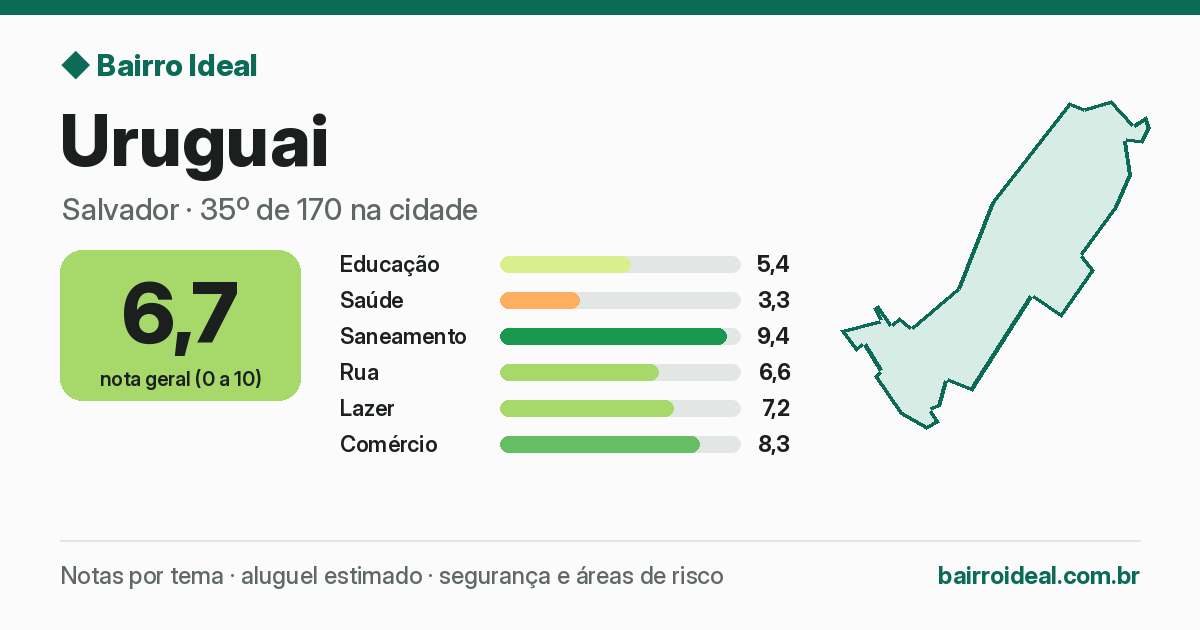 Bairro Ideal
Uruguai
Salvador · 35º de 170 na cidade
6,7
nota geral (0 a 10)
Educação 5,4
Saúde 3,3
Saneamento 9,4
Rua 6,6
Lazer 7,2
Comércio 8,3
Notas por tema · aluguel estimado · segurança e áreas de risco
bairroideal.com.br